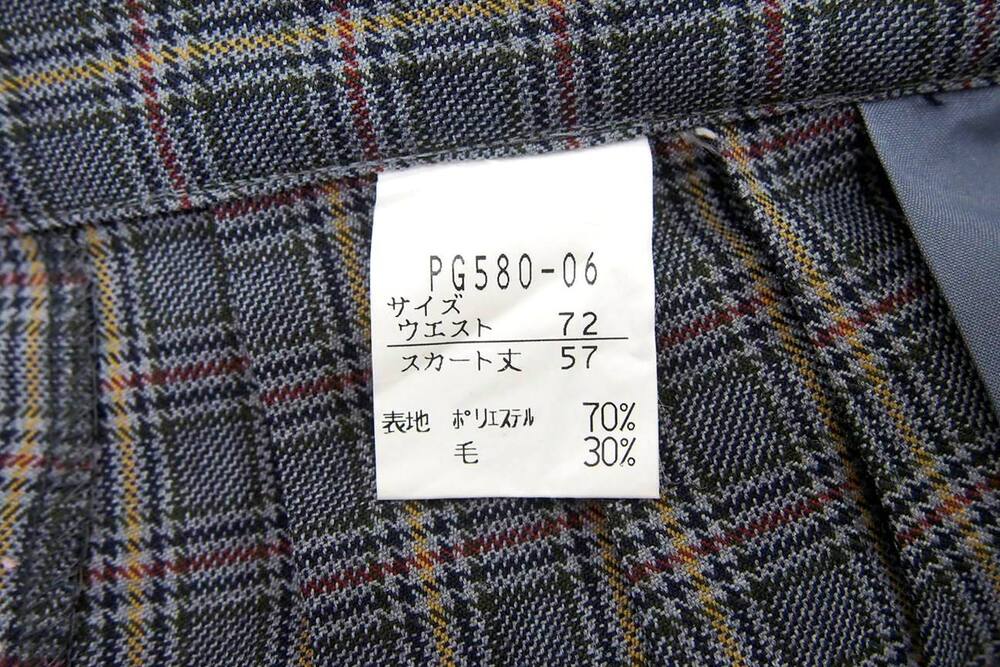 PG580-06
サイズ
ウエスト 72
スカート丈 57
表地 ポリエステル 70%
毛 30%